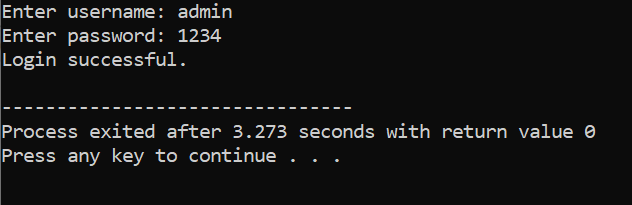 Enter username: admin
Enter password: 1234
Login successful.
--------------------------------
Process exited after 3.273 seconds with return value 0
Press any key to continue . . .